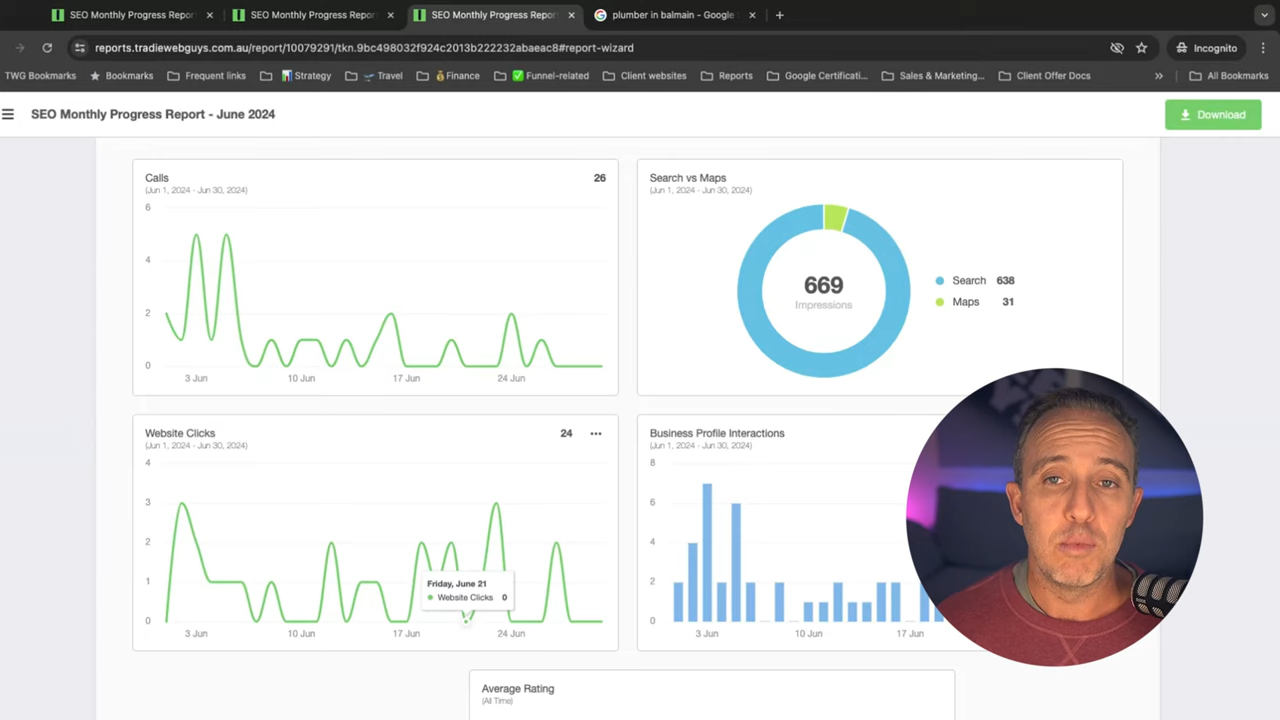 SEO Monthly Progress Repor
SEO Monthly Progress Repor
SEO Monthly Progress Repor
plumber in balmain - Google
reports.tradiewebguys.com.au/report/10079291/tkn.9bc498032f924c2013b222232abaeac8#report-wizard
Incognito
TWG Bookmarks
Bookmarks
Frequent links
Strategy
Travel
Finance
Funnel-related
Client websites
Reports
Google Certificati...
Sales & Marketing...
Client Offer Docs
All Bookmarks
SEO Monthly Progress Report - June 2024
Download
Calls 26
(Jun 1, 2024 - Jun 30, 2024)
6
4
2
0
3 Jun 10 Jun 17 Jun 24 Jun
Search vs Maps
(Jun 1, 2024 - Jun 30, 2024)
669
Impressions
Search 638
Maps 31
Website Clicks 24
(Jun 1, 2024 - Jun 30, 2024)
4
3
2
1
0
Friday, June 21
Website Clicks 0
3 Jun 10 Jun 17 Jun 24 Jun
Business Profile Interactions
(Jun 1, 2024 - Jun 30, 2024)
8
6
4
2
0
3 Jun 10 Jun 17 Jun
Average Rating
(All Time)